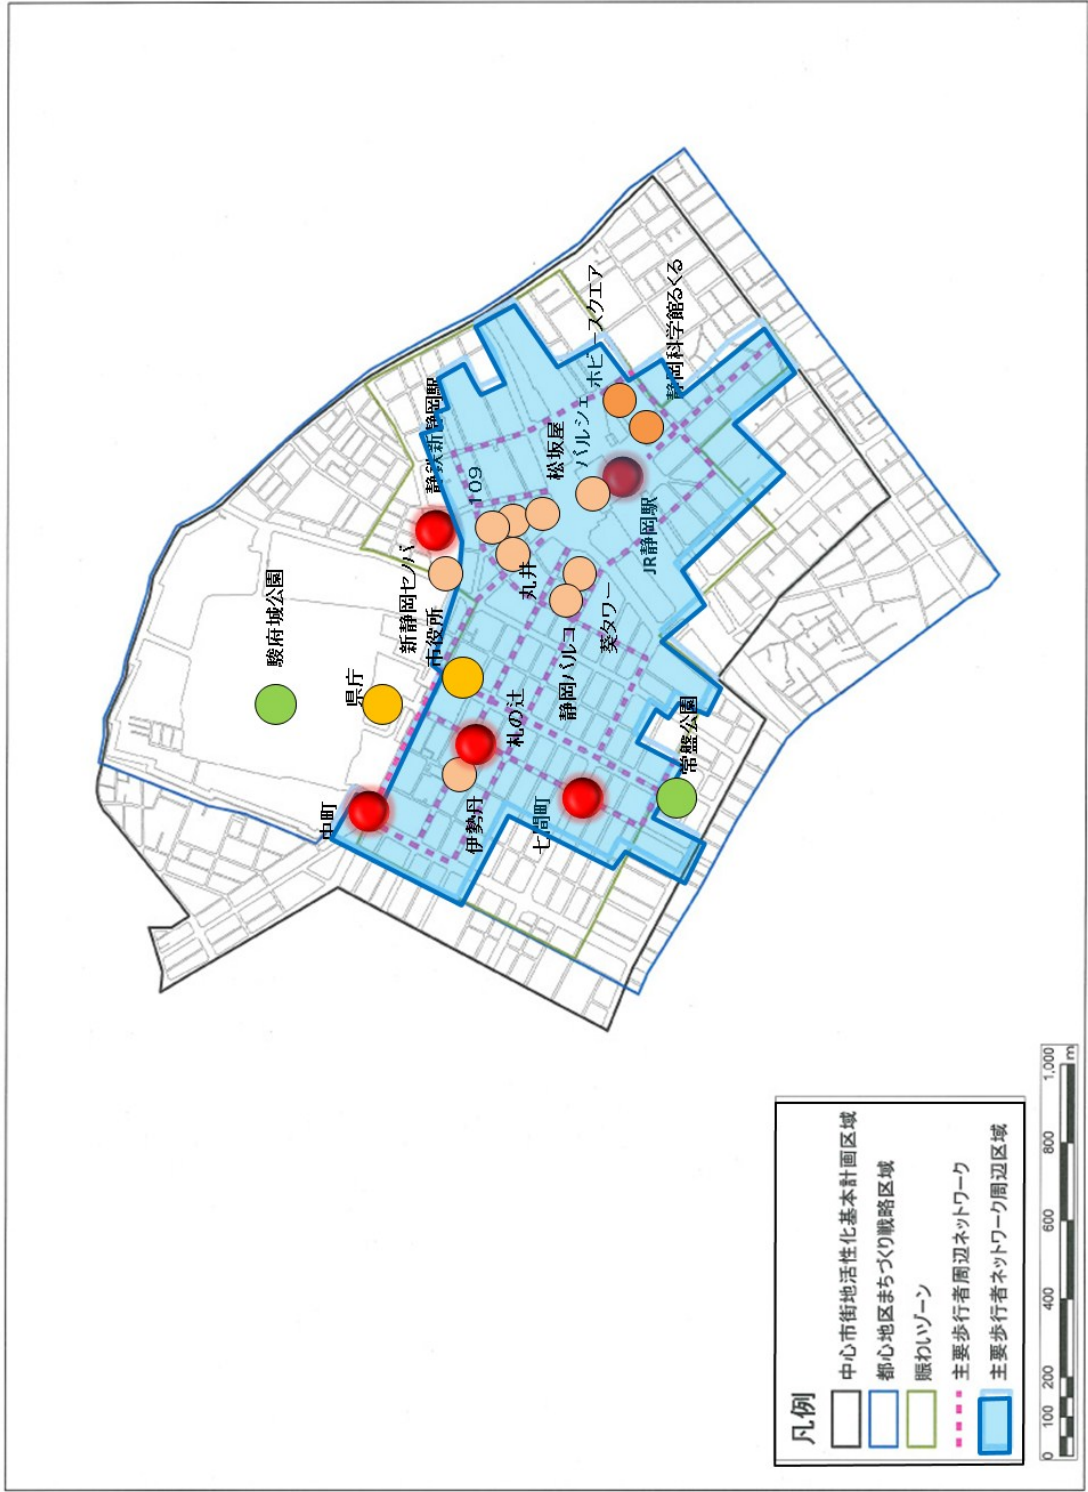 駿府城公園
県庁
中町
静鉄新静岡駅
新静岡セノバ
市役所
109
札の辻
伊勢丹
丸井
松坂屋
パルシェ
ホビースクエア
静岡科学館るくる
JR静岡駅
葵タワー
静岡パルコ
七間町
常盤公園
凡例
中心市街地活性化基本計画区域
都心地区まちづくり戦略区域
賑わいゾーン
主要歩行者周辺ネットワーク
主要歩行者ネットワーク周辺区域
0 100 200 400 600 800 1,000
m